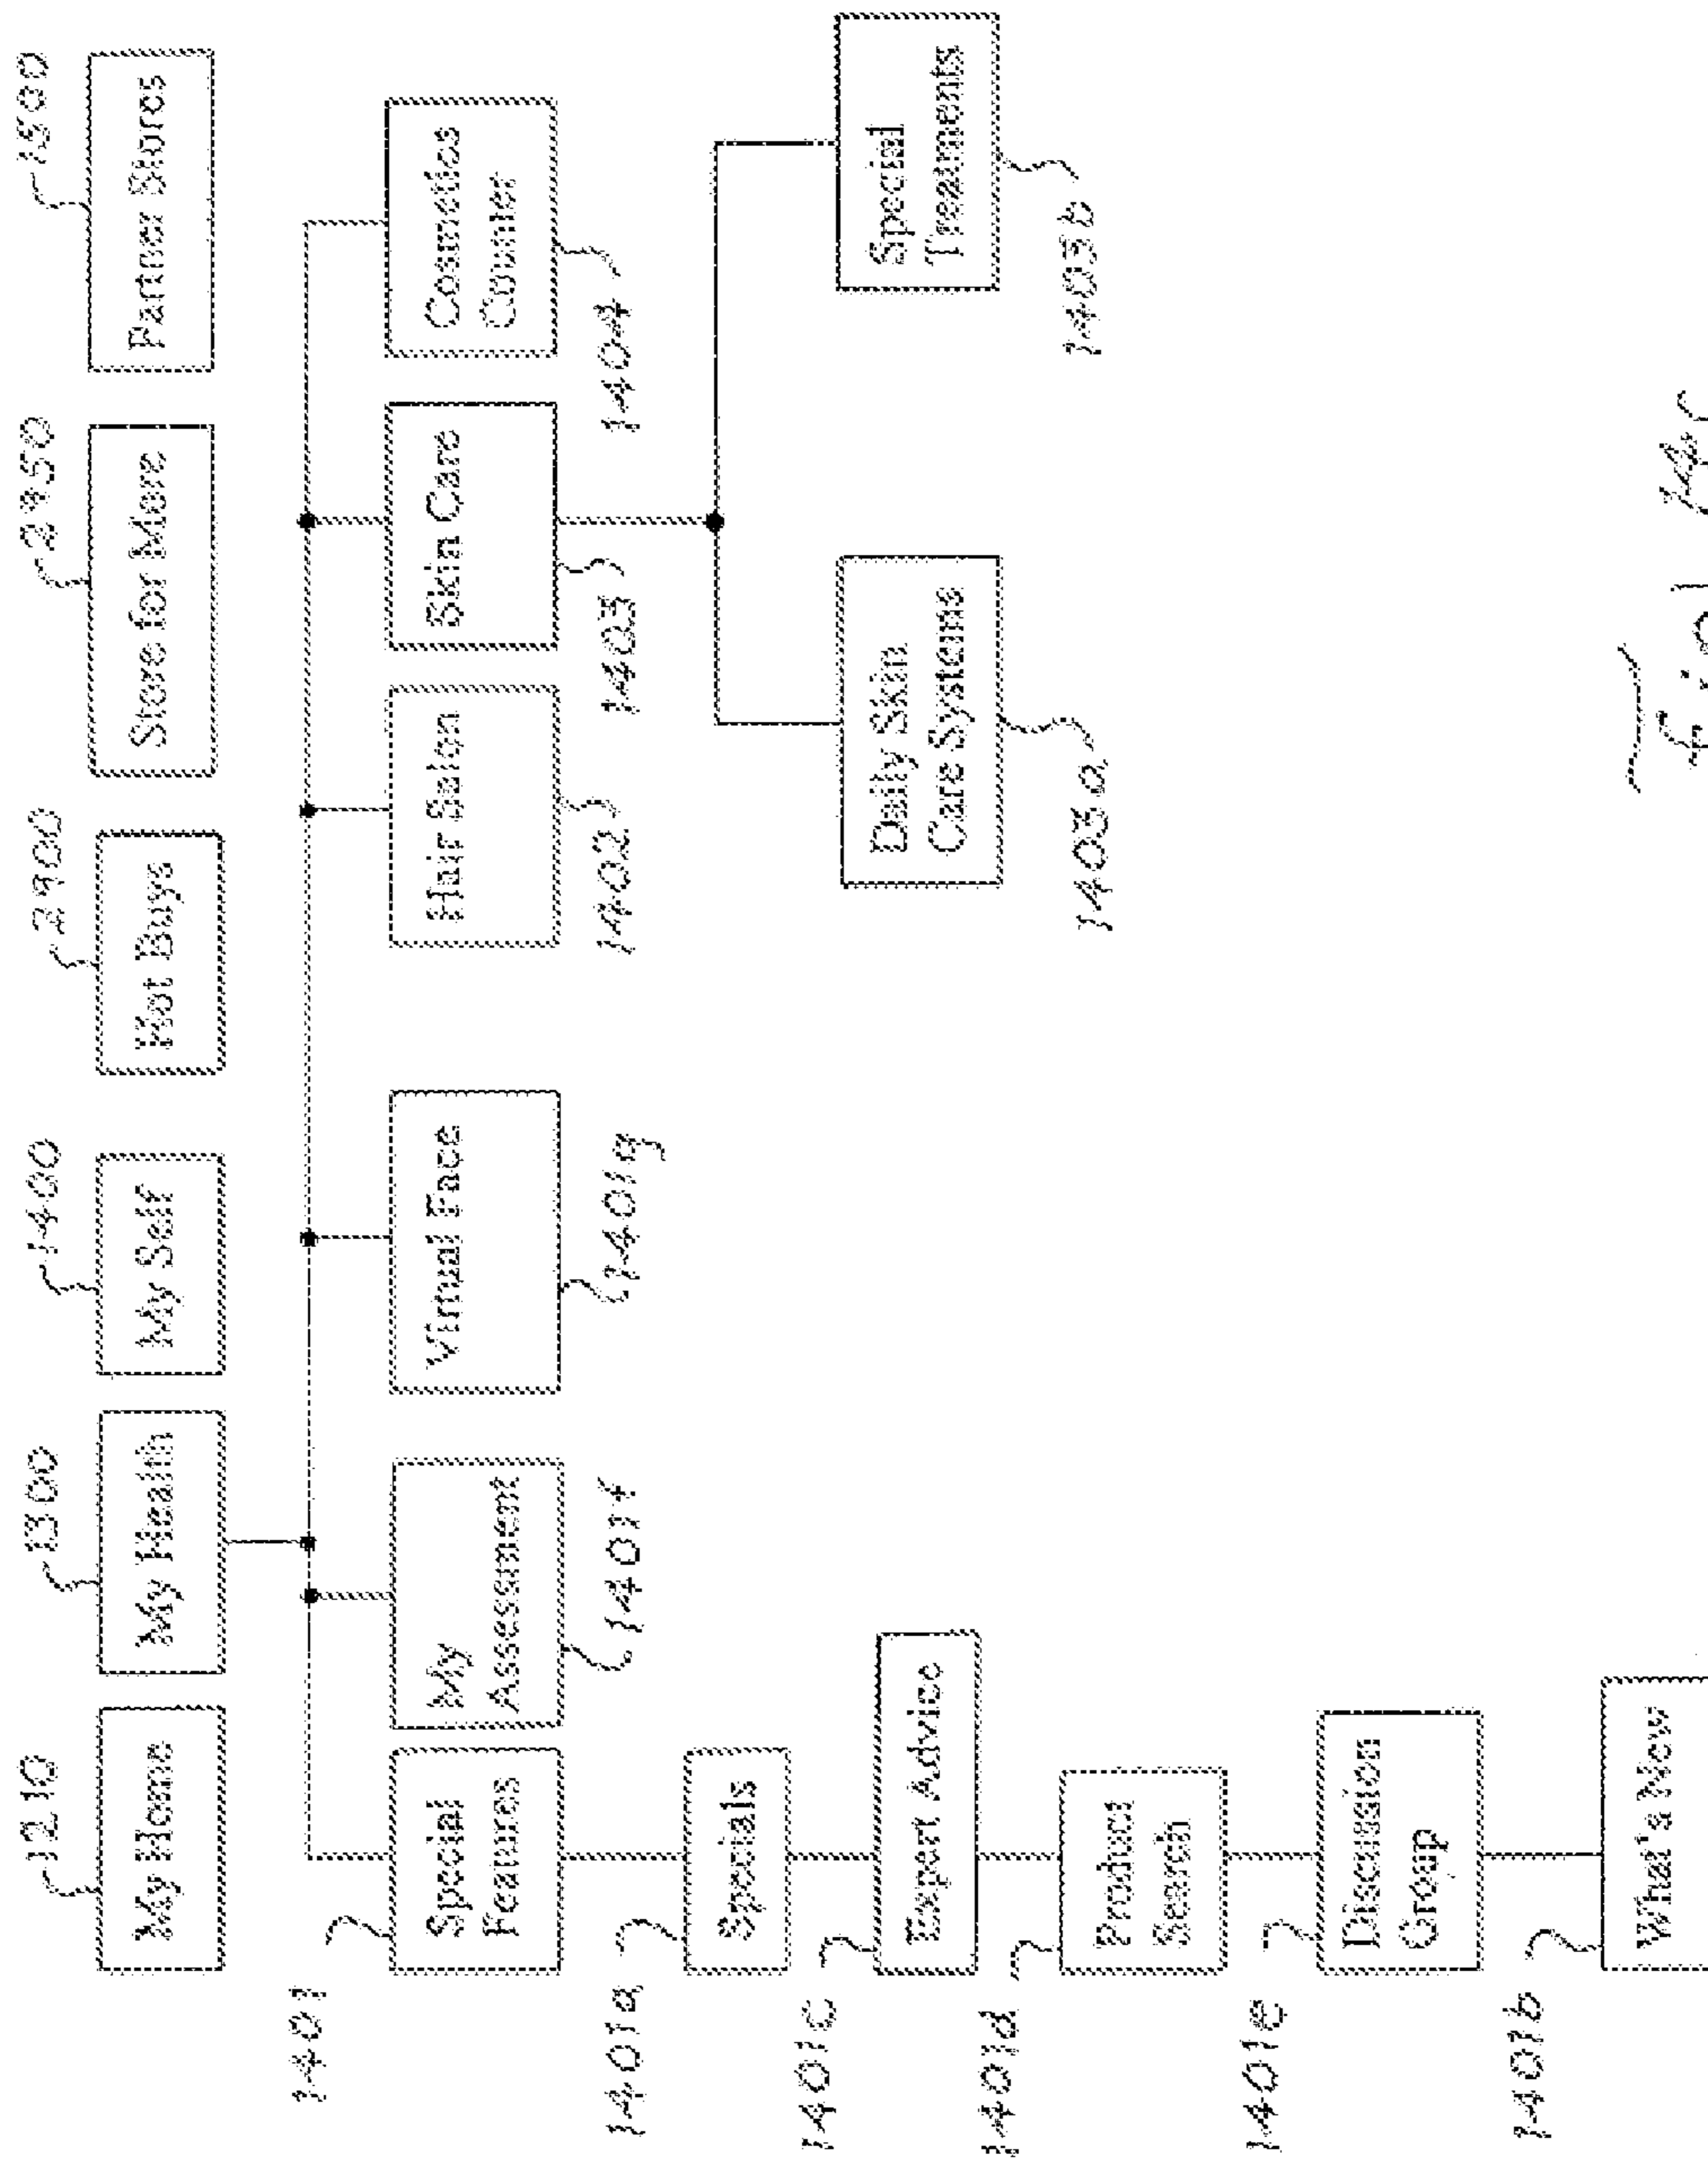 1210
1300
1400
2900
2950
1500
My Home
My Health
My Self
Hot Buys
Store for More
Partner Stores
1401
Special
Features
My
Assessment
Virtual Face
Hair Salon
Skin Care
Cosmetics
Counter
1401f
1401g
1402
1403
1404
1401a
Specials
Daily Skin
Care Systems
Special
Treatments
1403a
1403b
1401c
Expert Advice
1401d
Product
Search
1401e
Discussion
Group
1401b
What's New